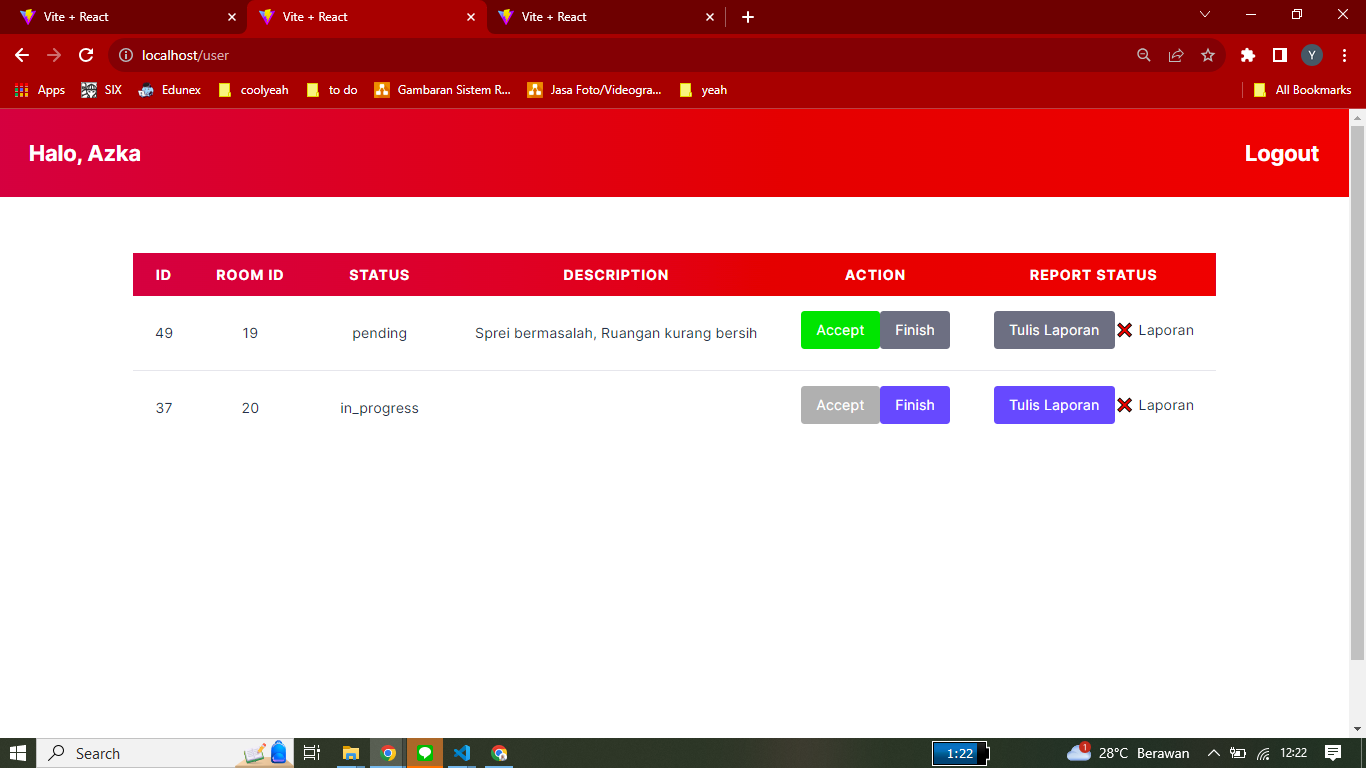 Vite + React
Vite + React
Vite + React
localhost/user
Y
Apps
SIX
Edunex
coolyeah
to do
Gambaran Sistem R...
Jasa Foto/Videogra...
yeah
All Bookmarks
Halo, Azka
Logout
ID ROOM ID STATUS DESCRIPTION ACTION REPORT STATUS
49 19 pending Sprei bermasalah, Ruangan kurang bersih Accept Finish Tulis Laporan ❌ Laporan
37 20 in_progress Accept Finish Tulis Laporan ❌ Laporan
Search
1:22
1
28°C Berawan
12:22